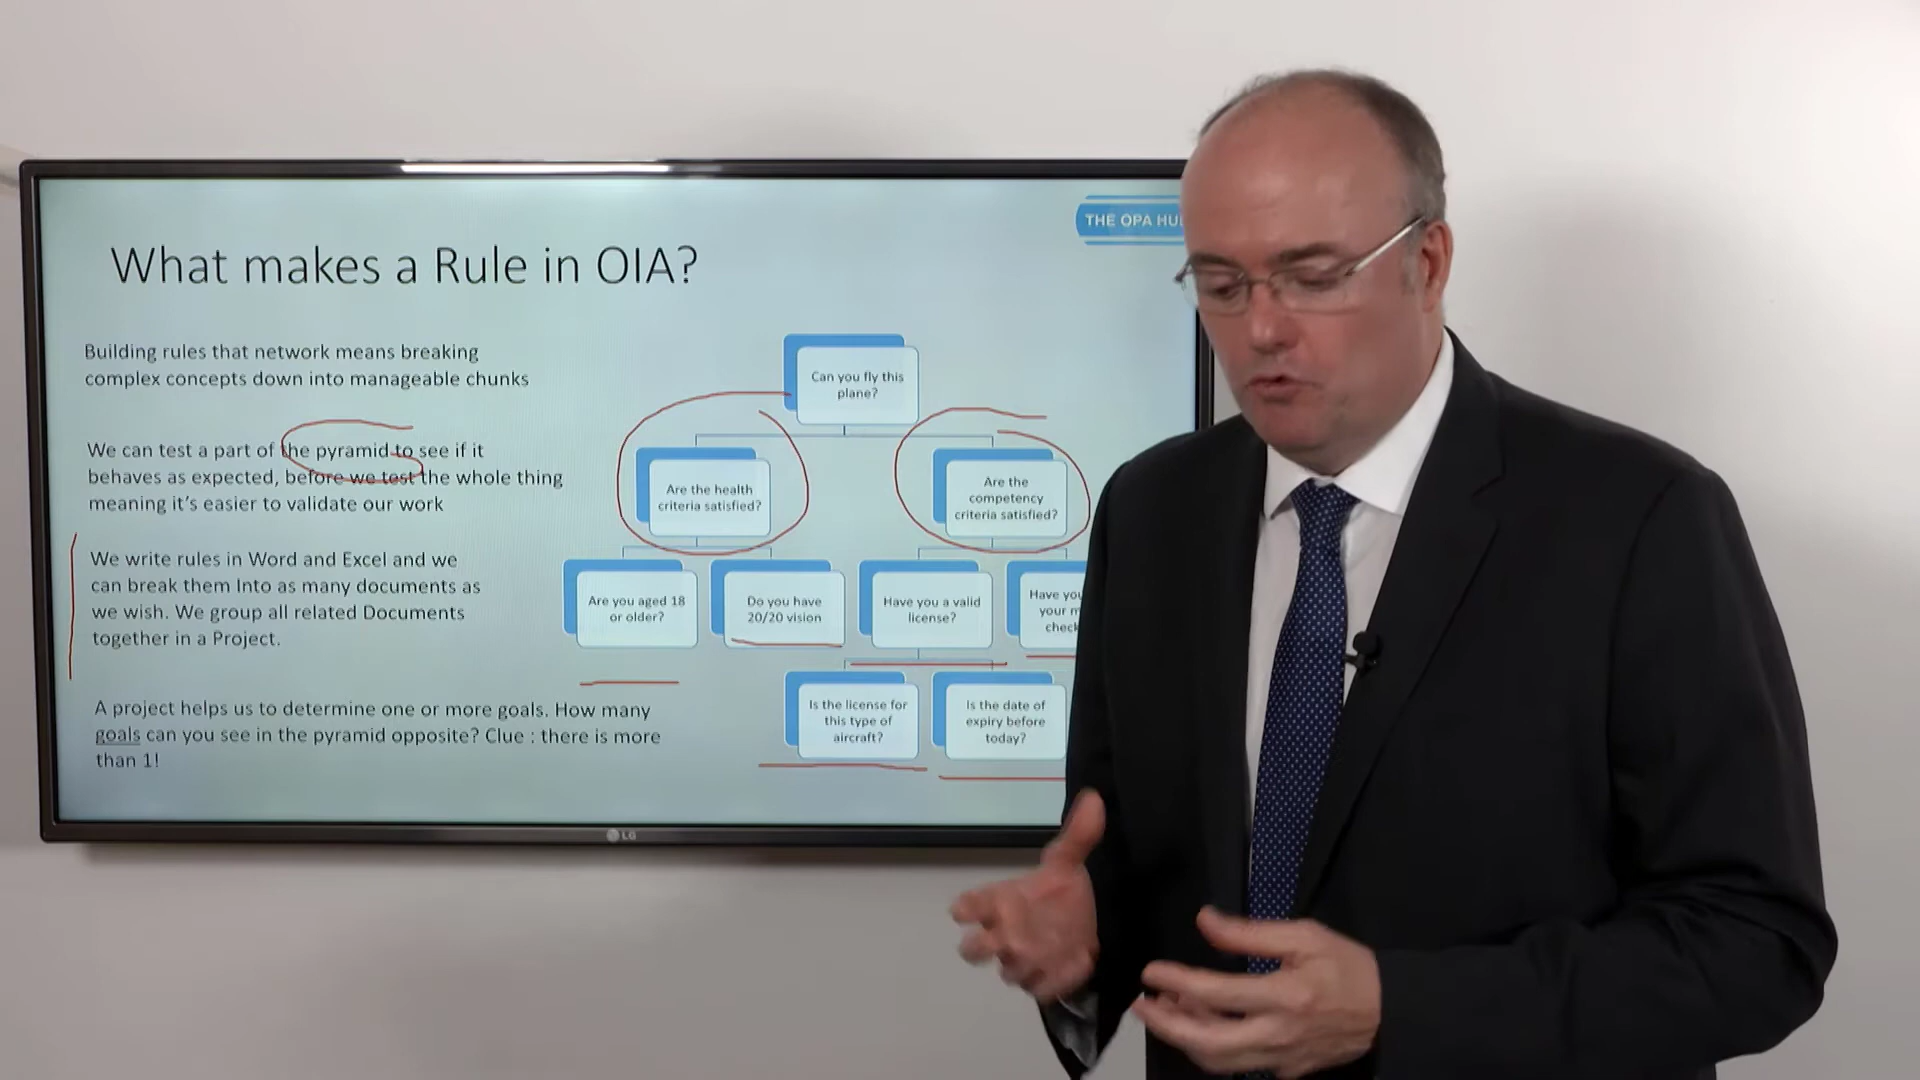 THE OPA HU
What makes a Rule in OIA?
Building rules that network means breaking
complex concepts down into manageable chunks
We can test a part of the pyramid to see if it
behaves as expected, before we test the whole thing
meaning it's easier to validate our work
We write rules in Word and Excel and we
can break them Into as many documents as
we wish. We group all related Documents
together in a Project.
A project helps us to determine one or more goals. How many
goals can you see in the pyramid opposite? Clue : there is more
than 1!
Can you fly this
plane?
Are the health
criteria satisfied?
Are the
competency
criteria satisfied?
Are you aged 18
or older?
Do you have
20/20 vision
Have you a valid
license?
Have you
your m
check
Is the license for
this type of
aircraft?
Is the date of
expiry before
today?
LG